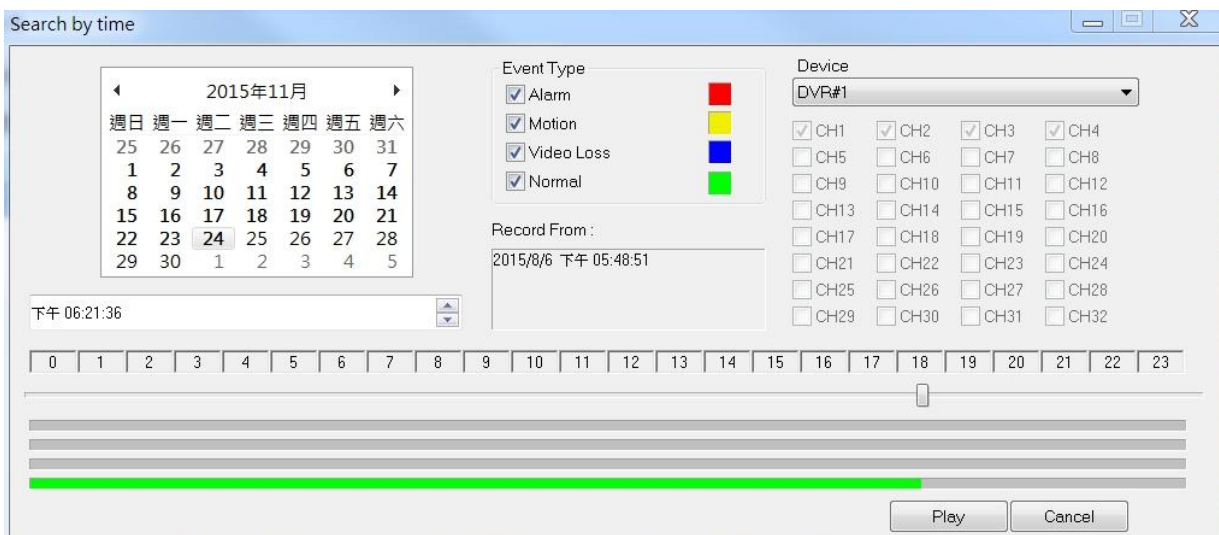 Search by time
2015年11月
週日 週一 週二 週三 週四 週五 週六
25 26 27 28 29 30 31
1 2 3 4 5 6 7
8 9 10 11 12 13 14
15 16 17 18 19 20 21
22 23 24 25 26 27 28
29 30 1 2 3 4 5
下午 06:21:36
Event Type
Alarm
Motion
Video Loss
Normal
Record From :
2015/8/6 下午 05:48:51
Device
DVR#1
CH1 CH2 CH3 CH4
CH5 CH6 CH7 CH8
CH9 CH10 CH11 CH12
CH13 CH14 CH15 CH16
CH17 CH18 CH19 CH20
CH21 CH22 CH23 CH24
CH25 CH26 CH27 CH28
CH29 CH30 CH31 CH32
0 1 2 3 4 5 6 7 8 9 10 11 12 13 14 15 16 17 18 19 20 21 22 23
Play Cancel